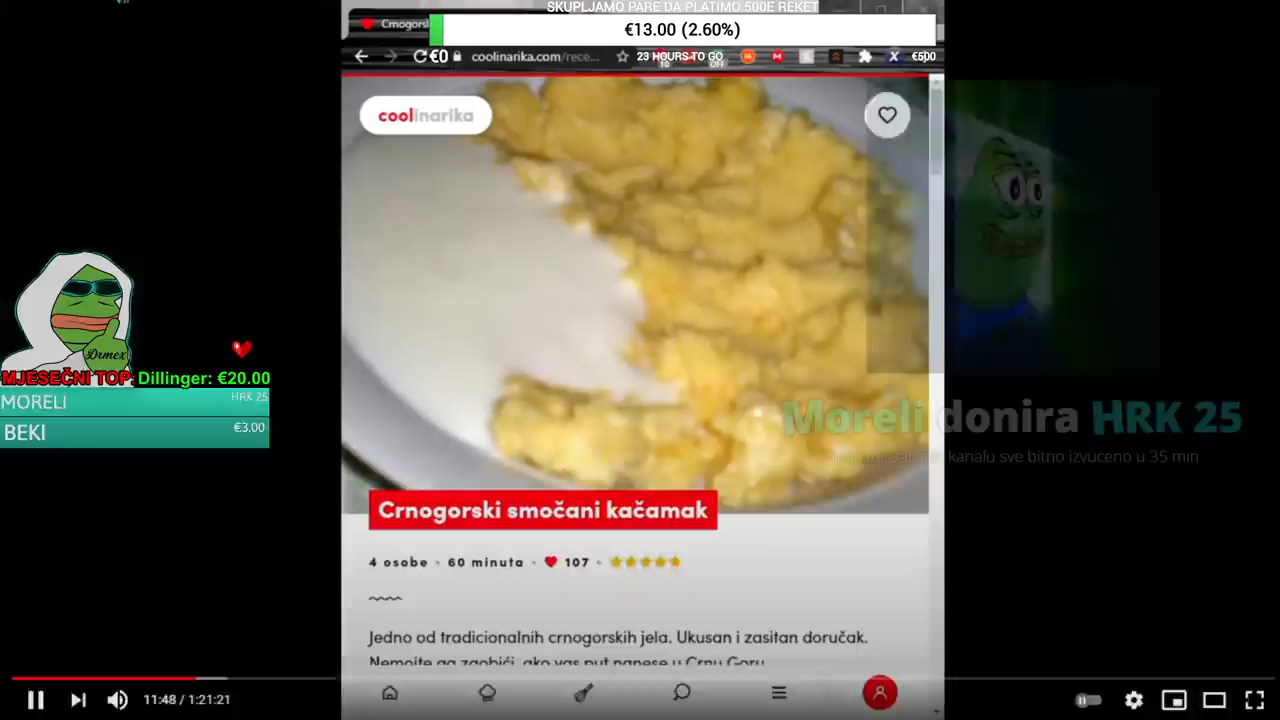 SKUPLJAMO PARE DA PLATIMO 500E REKET
Crnogorsl
€13.00 (2.60%)
€0
coolinarika.com/rece...
23 HOURS TO GO
€500
coolinarika
Drmex
MJESEČNI TOP: Dillinger: €20.00
MORELI HRK 25
BEKI €3.00
Moreli donira HRK 25
kanalu sve bitno izvuceno u 35 min
Crnogorski smočani kačamak
4 osobe - 60 minuta - 107 -
Jedno od tradicionalnih crnogorskih jela. Ukusan i zasitan doručak.
Nemojte ga zaobići, ako vas put nanese u Crnu Goru.
11:48 / 1:21:21